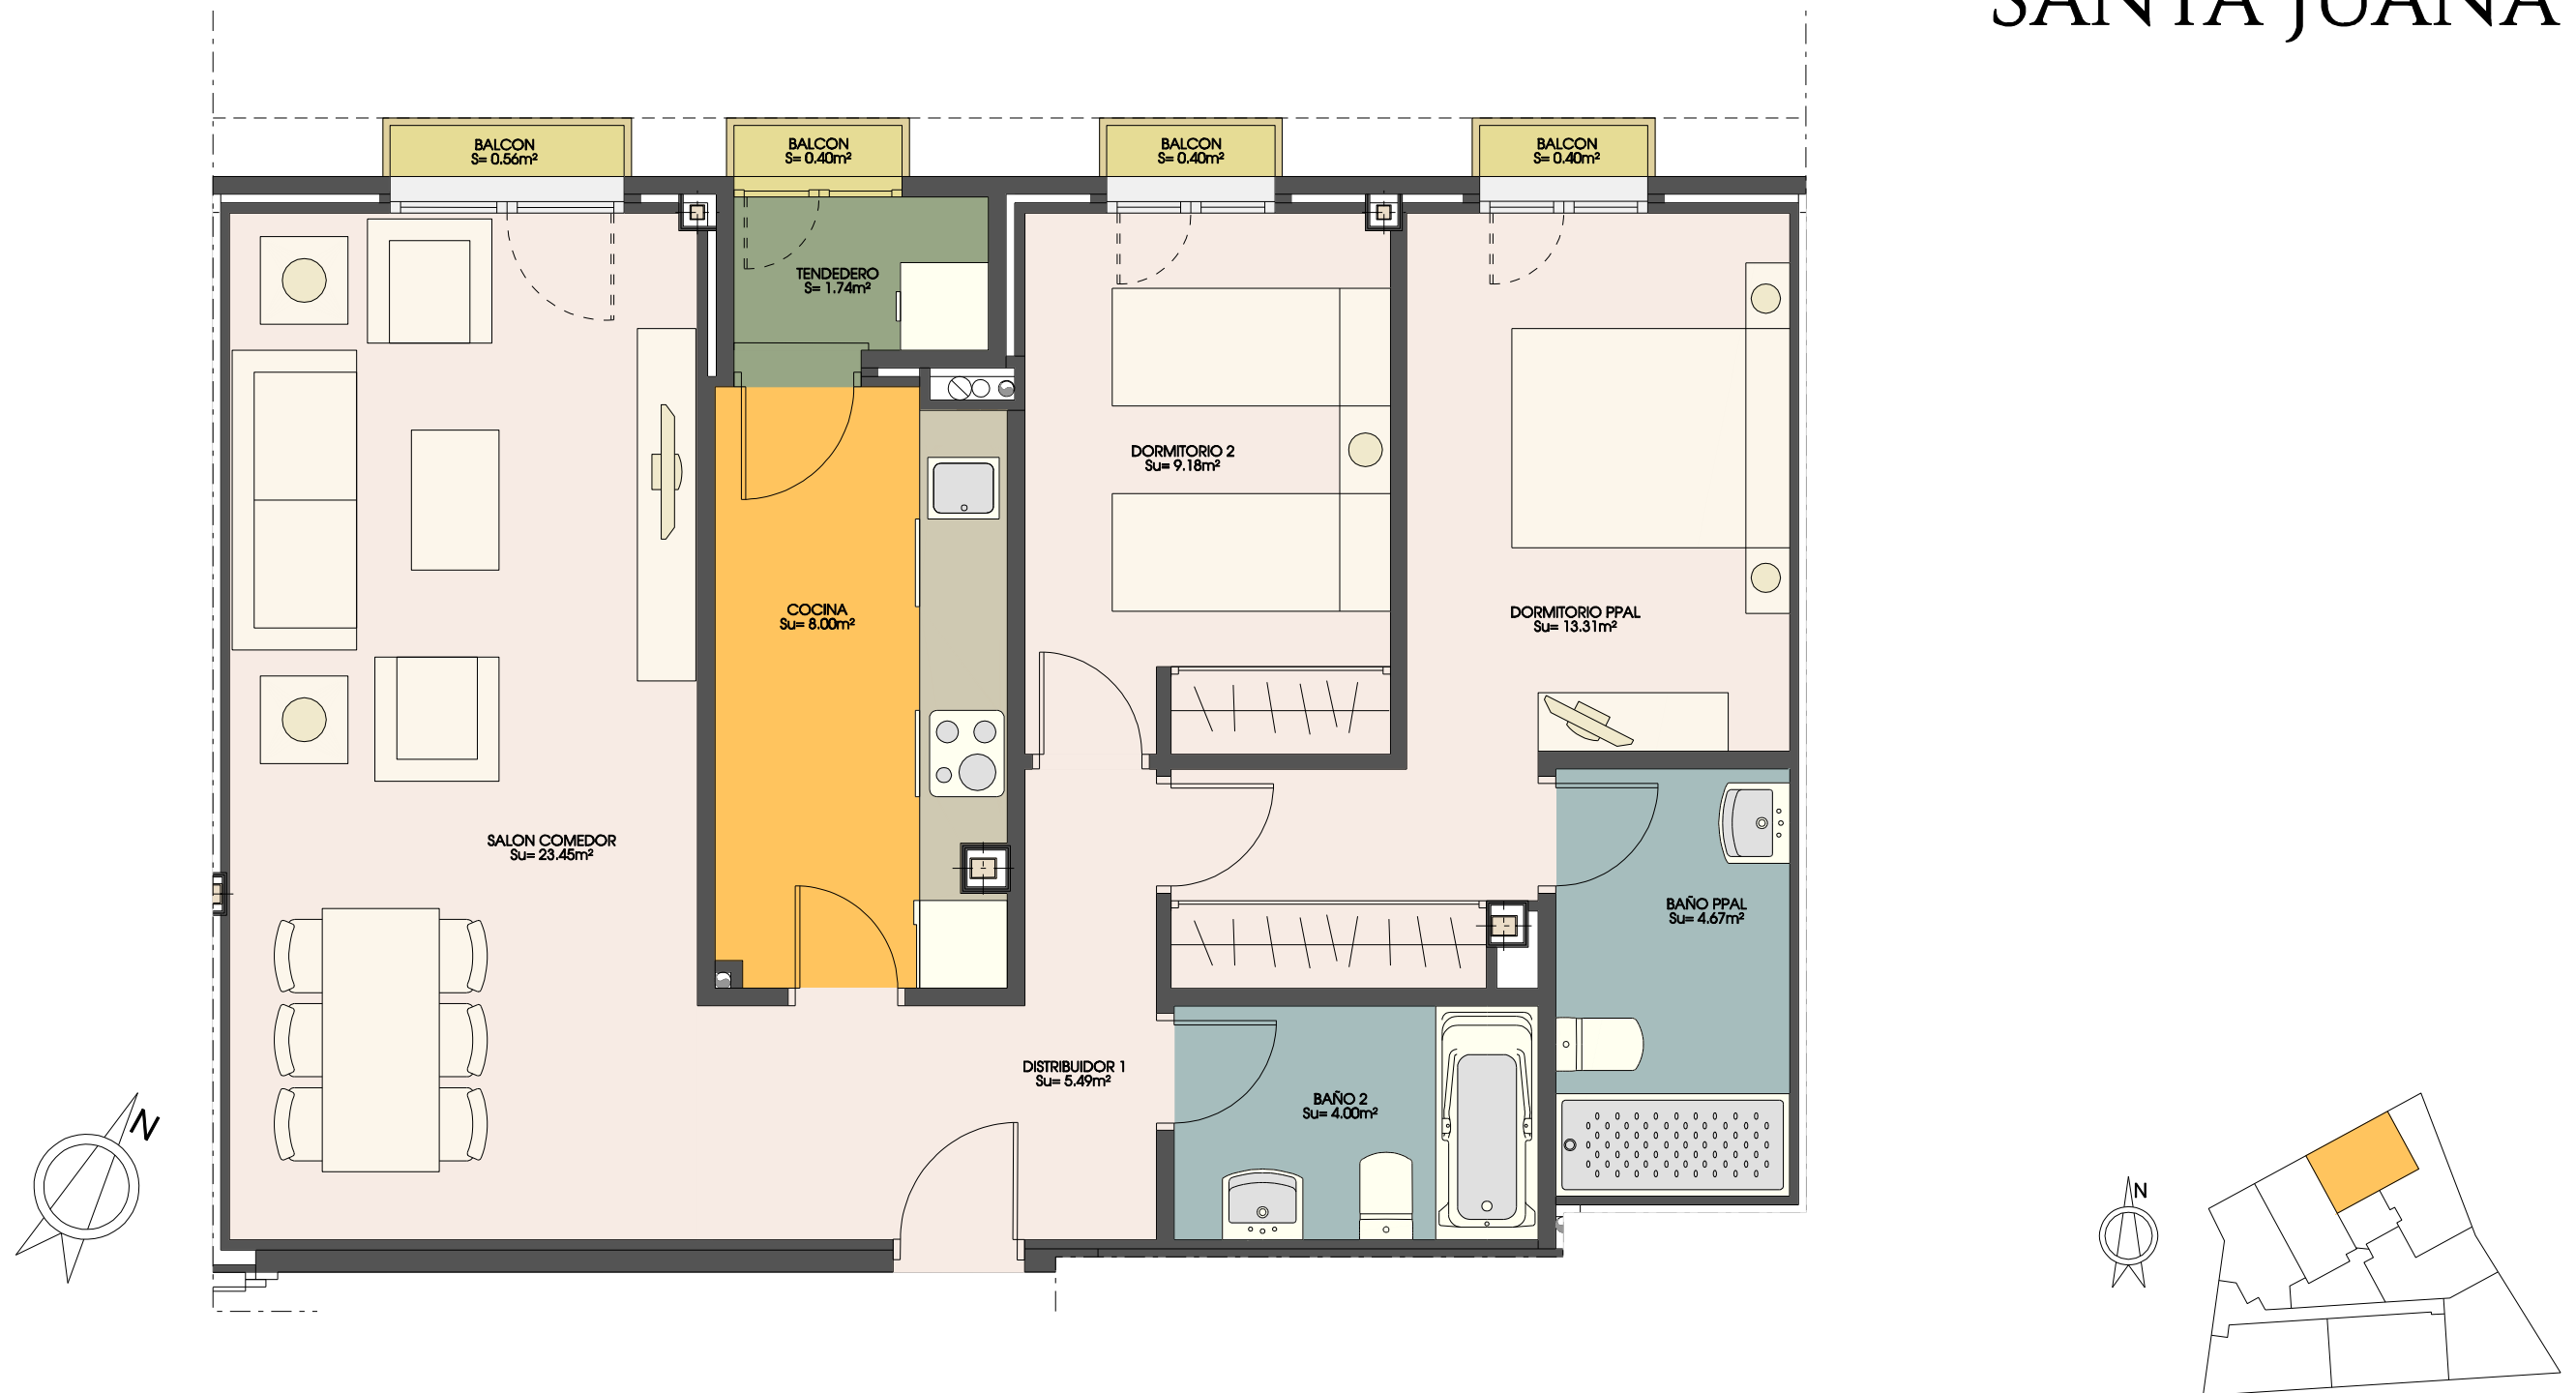 SANTA JUANA
BALCON
S= 0.56m²
BALCON
S= 0.40m²
BALCON
S= 0.40m²
BALCON
S= 0.40m²
TENDEDERO
S= 1.74m²
DORMITORIO 2
Su= 9.18m²
COCINA
Su= 8.00m²
DORMITORIO PPAL
Su= 13.31m²
SALON COMEDOR
Su= 23.45m²
BAÑO PPAL
Su= 4.67m²
DISTRIBUIDOR 1
Su= 5.49m²
BAÑO 2
Su= 4.00m²
N
N